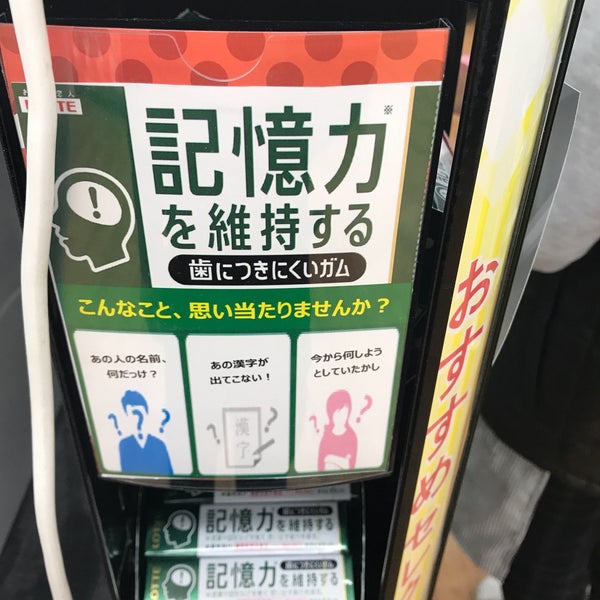 LOTTE
記憶力※
を維持する
歯につきにくいガム
こんなこと、思い当たりませんか？
あの人の名前、
何だっけ？
あの漢字が
出てこない！
今から何しよう
としていたかし
漢字
おすすめセレク
記憶力を維持する
LOTTE
記憶力を維持する